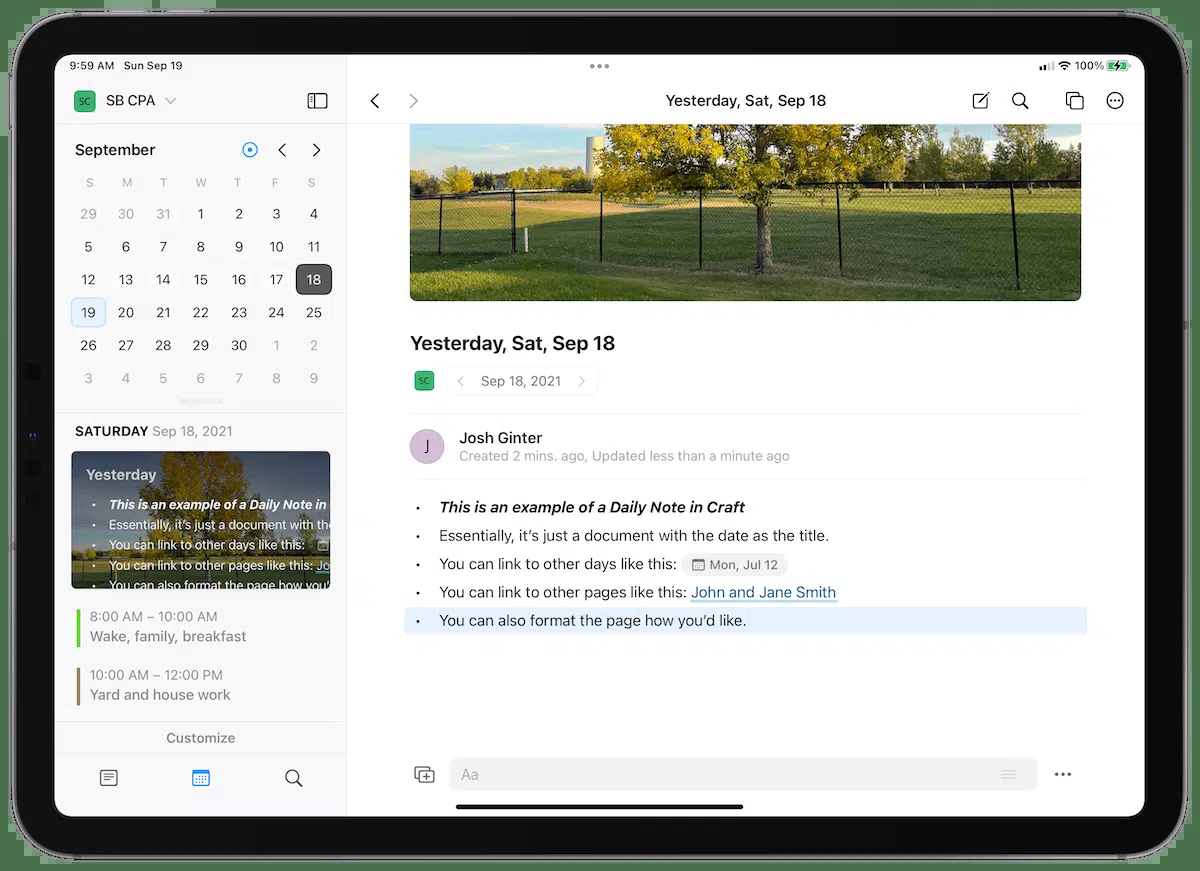 9:59 AM Sun Sep 19
100%
SC SB CPA
Yesterday, Sat, Sep 18
September
S M T W T F S
29 30 31 1 2 3 4
5 6 7 8 9 10 11
12 13 14 15 16 17 18
19 20 21 22 23 24 25
26 27 28 29 30 1 2
3 4 5 6 7 8 9
SATURDAY Sep 18, 2021
Yesterday
• This is an example of a Daily Note in
• Essentially, it's just a document with the
• You can link to other days like this:
• You can link to other pages like this: Jo
• You can also format the page how you'
8:00 AM – 10:00 AM
Wake, family, breakfast
10:00 AM – 12:00 PM
Yard and house work
Customize
Yesterday, Sat, Sep 18
SC Sep 18, 2021
J
Josh Ginter
Created 2 mins. ago, Updated less than a minute ago
• This is an example of a Daily Note in Craft
• Essentially, it's just a document with the date as the title.
• You can link to other days like this: Mon, Jul 12
• You can link to other pages like this: John and Jane Smith
• You can also format the page how you'd like.
Aa